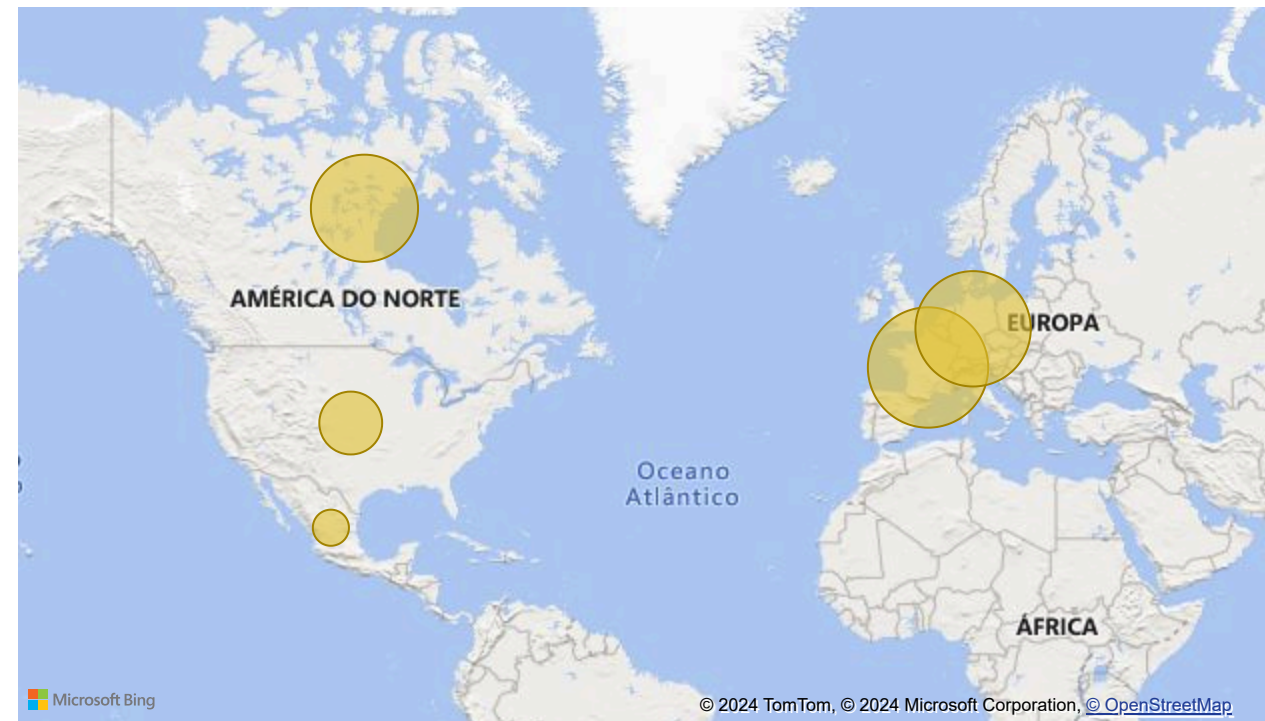 AMÉRICA DO NORTE
EUROPA
Oceano
Atlântico
ÁFRICA
Microsoft Bing
© 2024 TomTom, © 2024 Microsoft Corporation, © OpenStreetMap